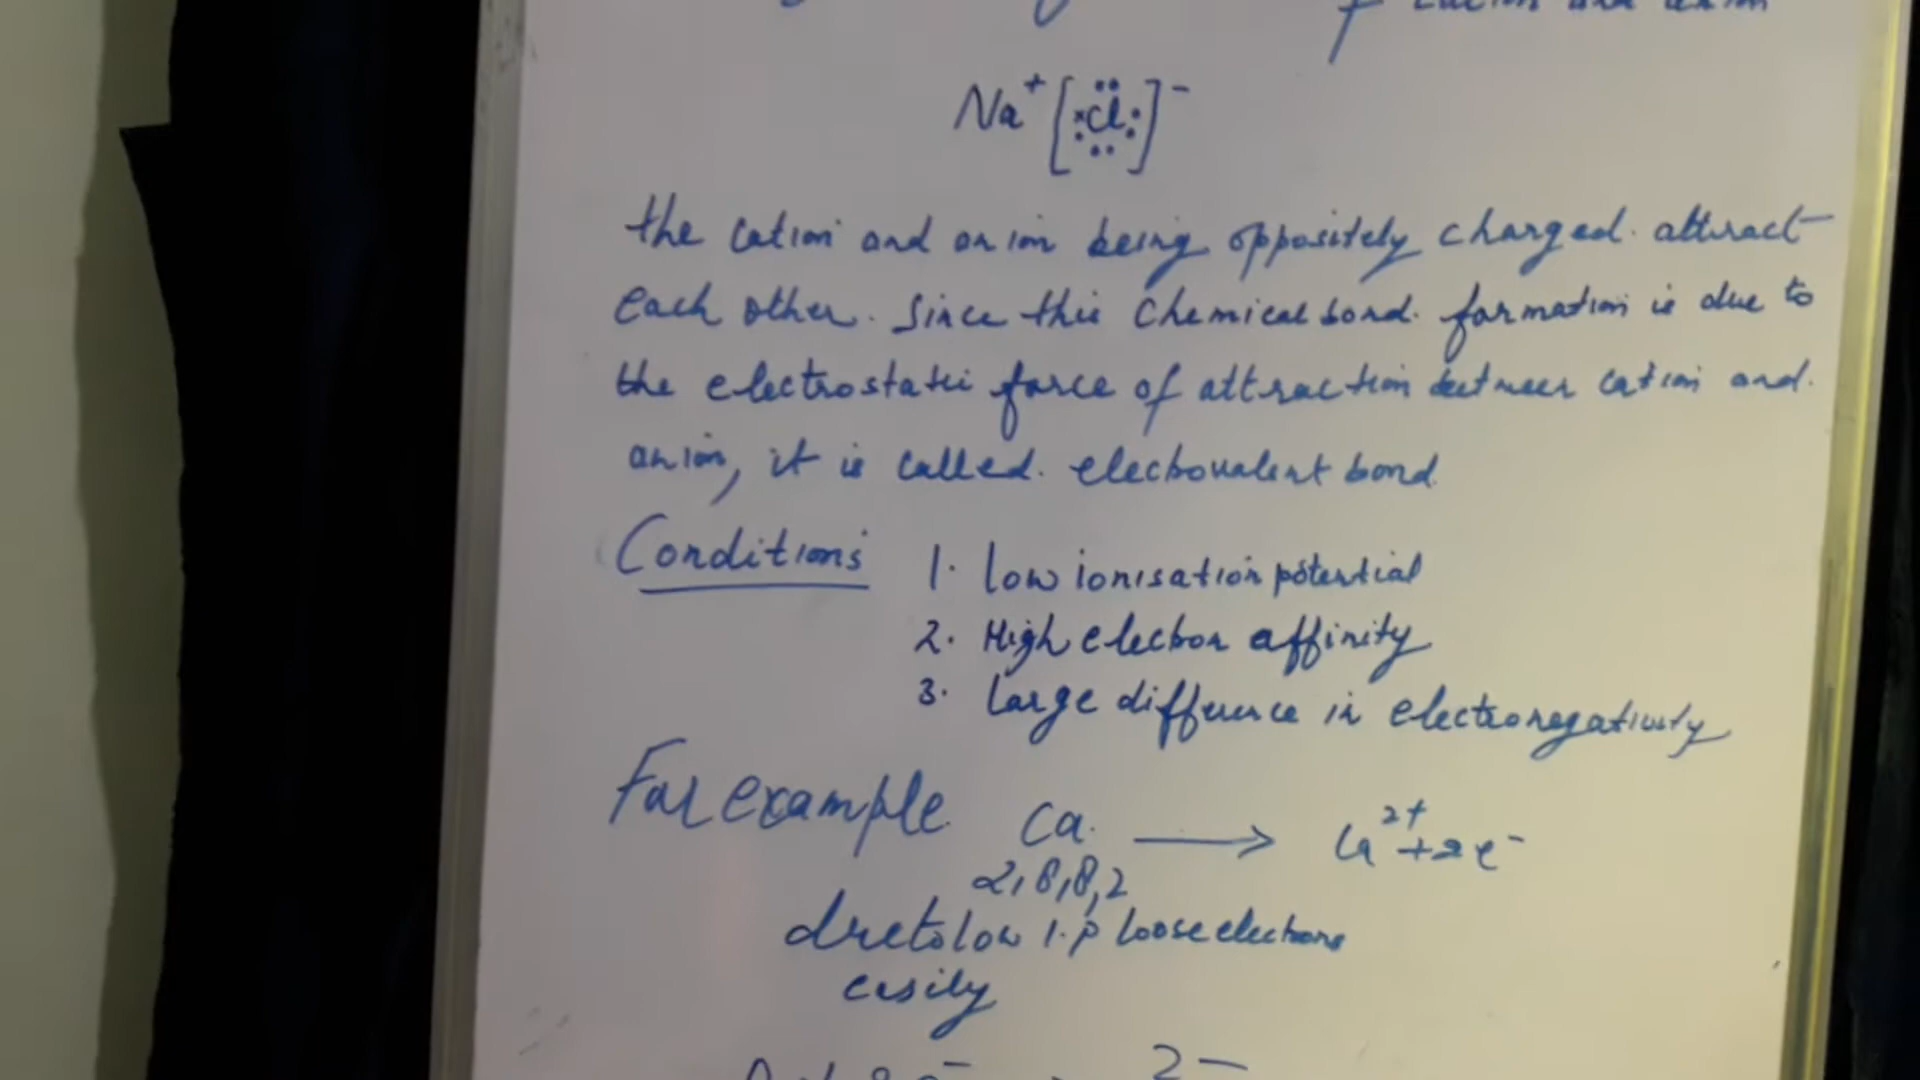 cation and anion
Na⁺ [Cl]⁻
the cation and anion being oppositely charged. attract
each other. Since this Chemical bond. formation is due to
the electrostatic force of attraction between cation and.
anion, it is called. electrovalent bond.
Conditions 1. low ionisation potential
2. High electron affinity
3. Large difference in electronegativity
For example. Ca. → Ca²⁺ + 2e⁻
2,8,8,2
due to low I.p loose electrons
easily